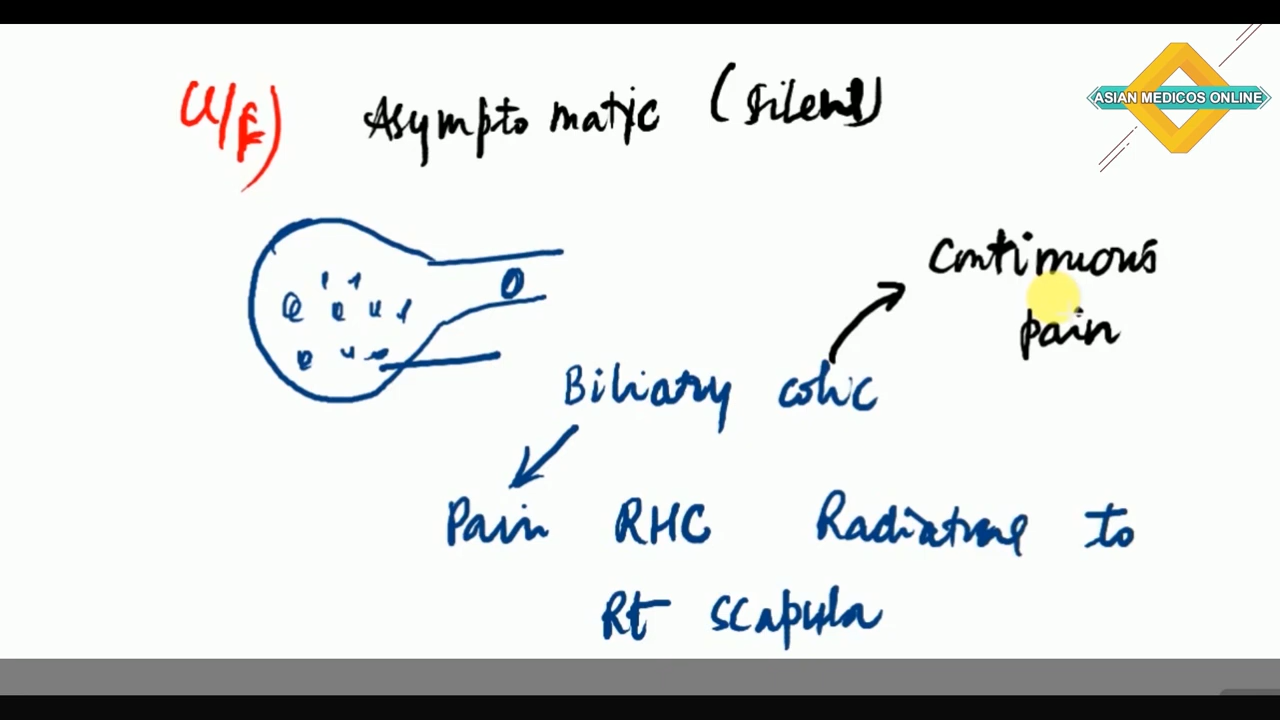 C/F) Asymptomatic (silent)
ASIAN MEDICOS ONLINE
Continuous
pain
Biliary colic
Pain RHC Radiating to
Rt scapula